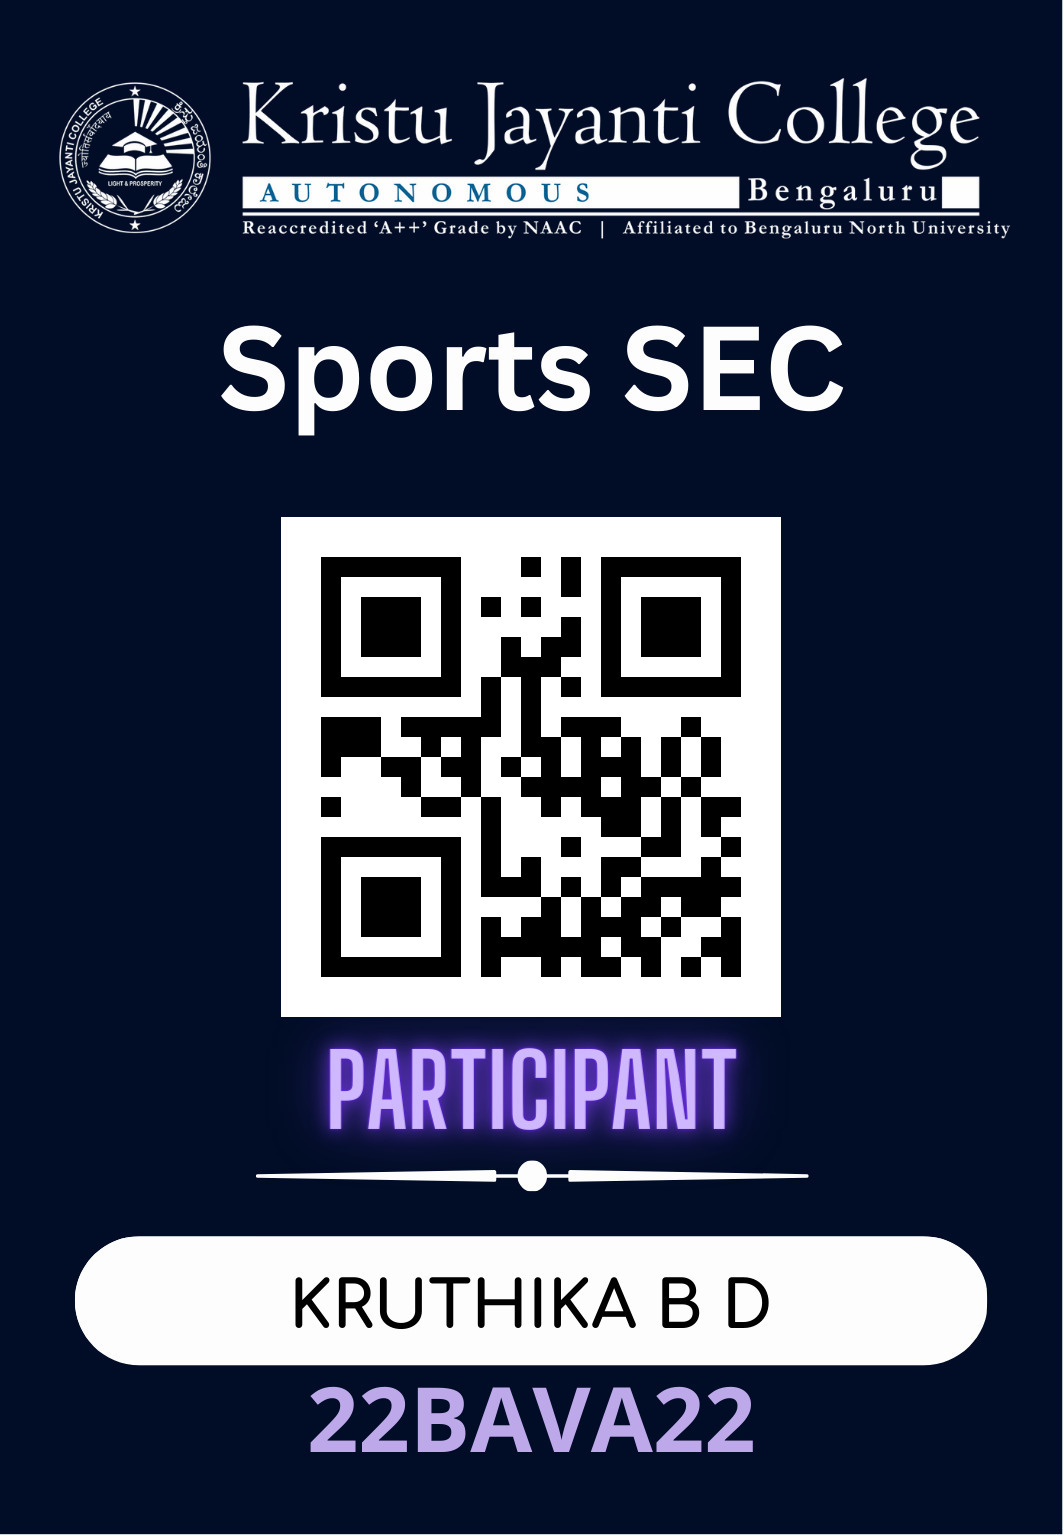 Kristu Jayanti College
AUTONOMOUS Bengaluru
Reaccredited ‘A++’ Grade by NAAC | Affiliated to Bengaluru North University
KRISTU JAYANTI COLLEGE
ಕ್ರಿಸ್ತು ಜಯಂತಿ ಕಾಲೇಜು
LIGHT & PROSPERITY
Sports SEC
PARTICIPANT
KRUTHIKA B D
22BAVA22